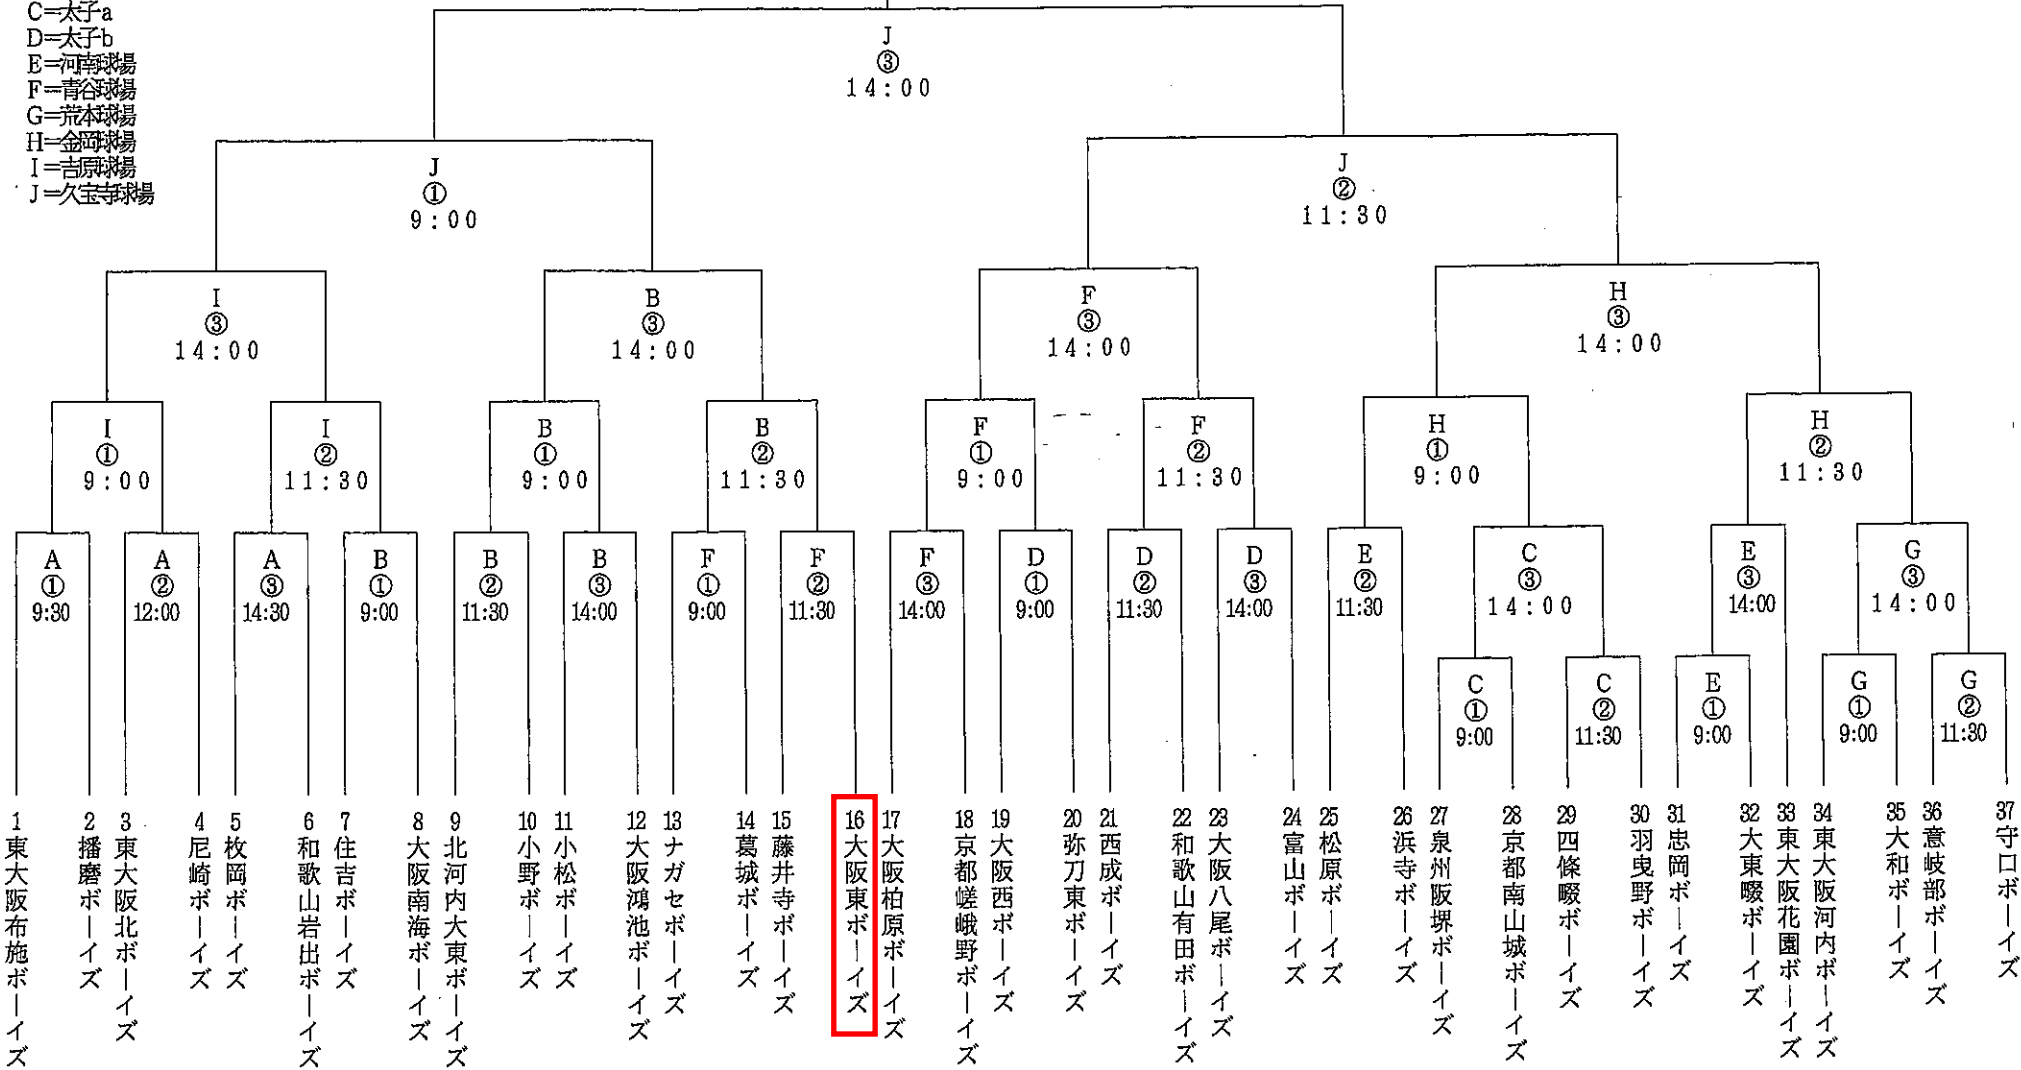 C=太子a
D=太子b
E=河南球場
F=青谷球場
G=荒本球場
H=金岡球場
I=吉原球場
J=久宝寺球場
J
③
14:00
J
①
9:00
J
②
11:30
I
③
14:00
B
③
14:00
F
③
14:00
H
③
14:00
I
①
9:00
I
②
11:30
B
①
9:00
B
②
11:30
F
①
9:00
F
②
11:30
H
①
9:00
H
②
11:30
A
①
9:30
A
②
12:00
A
③
14:30
B
①
9:00
B
②
11:30
B
③
14:00
F
①
9:00
F
②
11:30
F
③
14:00
D
①
9:00
D
②
11:30
D
③
14:00
E
②
11:30
C
③
14:00
E
③
14:00
G
③
14:00
C
①
9:00
C
②
11:30
E
①
9:00
G
①
9:00
G
②
11:30
1 東大阪布施ボーイズ
2 播磨ボーイズ
3 東大阪北ボーイズ
4 尼崎ボーイズ
5 枚岡ボーイズ
6 和歌山岩出ボーイズ
7 住吉ボーイズ
8 大阪南海ボーイズ
9 北河内大東ボーイズ
10 小野ボーイズ
11 小松ボーイズ
12 大阪鴻池ボーイズ
13 ナガセボーイズ
14 葛城ボーイズ
15 藤井寺ボーイズ
16 大阪東ボーイズ
17 大阪柏原ボーイズ
18 京都嵯峨野ボーイズ
19 大阪西ボーイズ
20 弥刀東ボーイズ
21 西成ボーイズ
22 和歌山有田ボーイズ
23 大阪八尾ボーイズ
24 富山ボーイズ
25 松原ボーイズ
26 浜寺ボーイズ
27 泉州阪堺ボーイズ
28 京都南山城ボーイズ
29 四條畷ボーイズ
30 羽曳野ボーイズ
31 忠岡ボーイズ
32 大東畷ボーイズ
33 東大阪花園ボーイズ
34 東大阪河内ボーイズ
35 大和ボーイズ
36 意岐部ボーイズ
37 守口ボーイズ